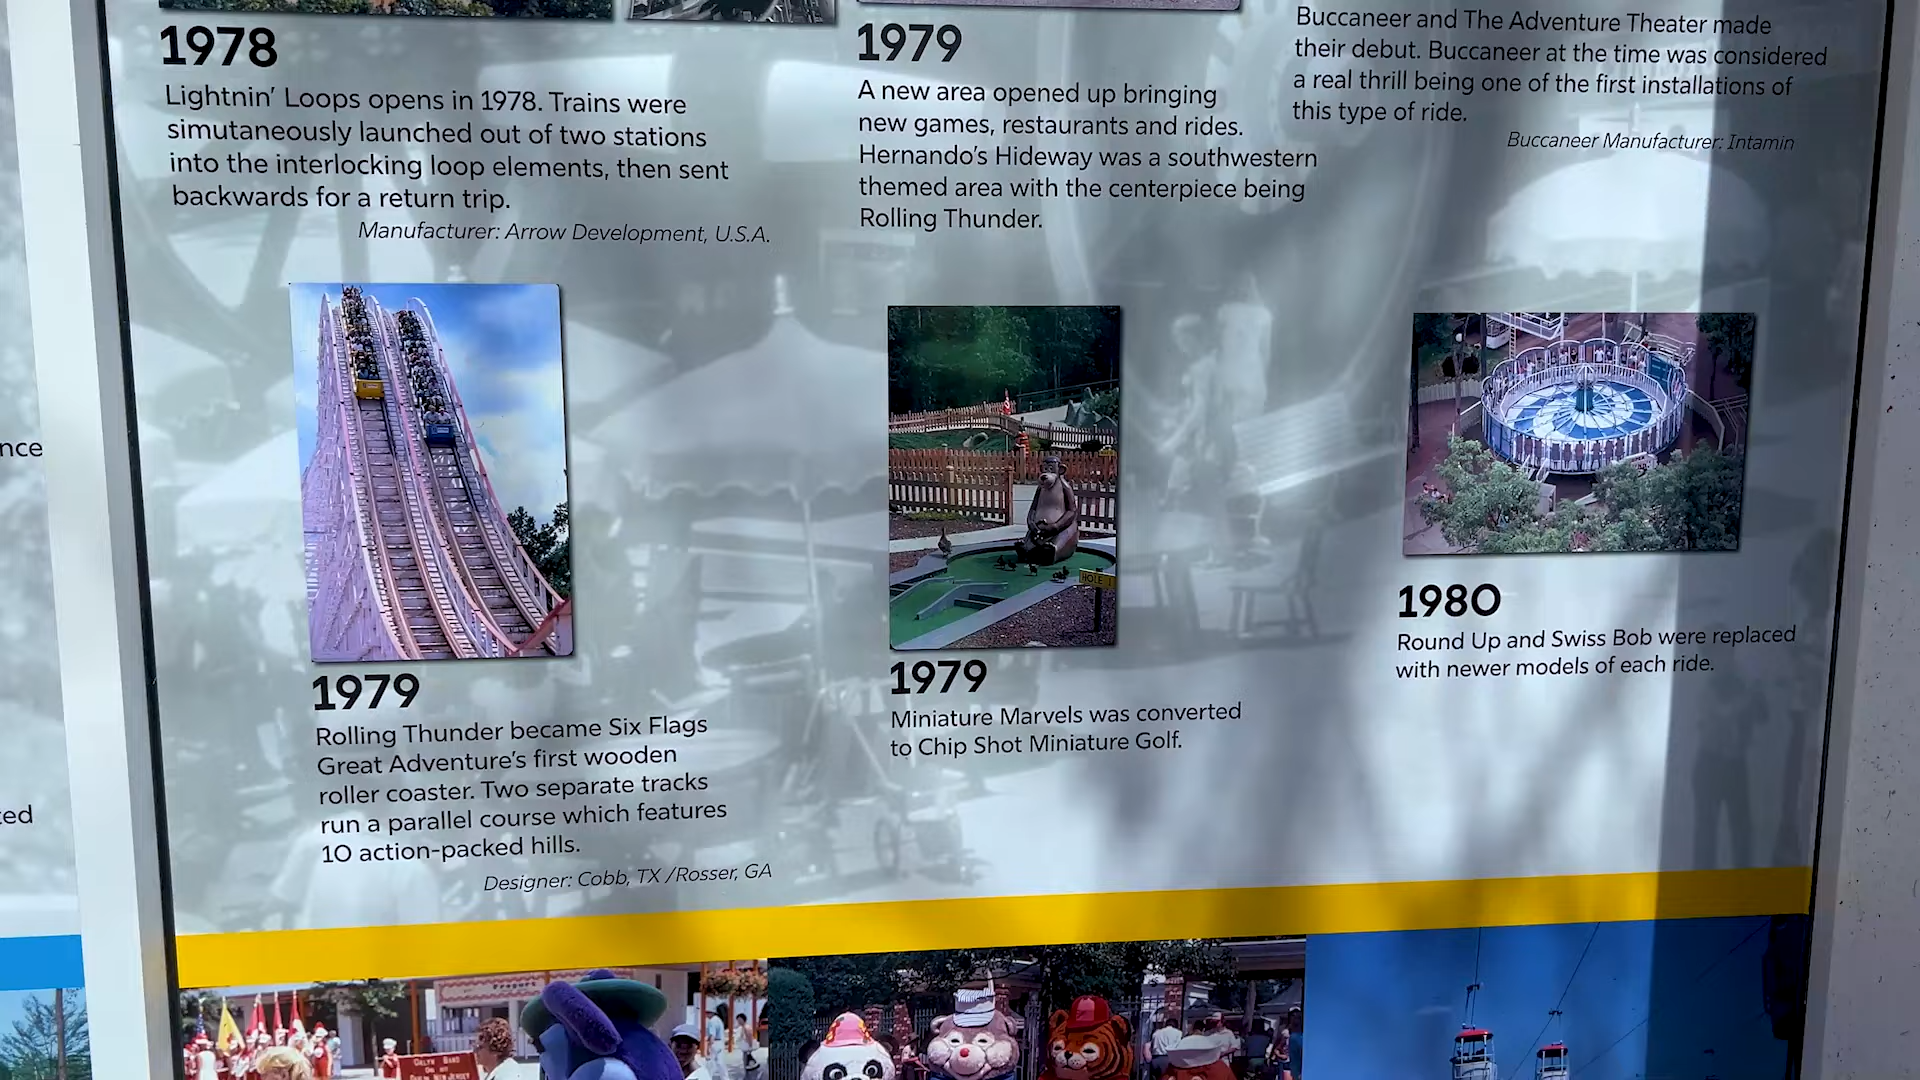 1978
Lightnin' Loops opens in 1978. Trains were
simutaneously launched out of two stations
into the interlocking loop elements, then sent
backwards for a return trip.
Manufacturer: Arrow Development, U.S.A.
1979
A new area opened up bringing
new games, restaurants and rides.
Hernando's Hideway was a southwestern
themed area with the centerpiece being
Rolling Thunder.
Buccaneer and The Adventure Theater made
their debut. Buccaneer at the time was considered
a real thrill being one of the first installations of
this type of ride.
Buccaneer Manufacturer: Intamin
1979
Rolling Thunder became Six Flags
Great Adventure's first wooden
roller coaster. Two separate tracks
run a parallel course which features
10 action-packed hills.
Designer: Cobb, TX /Rosser, GA
HOLE
1979
Miniature Marvels was converted
to Chip Shot Miniature Golf.
1980
Round Up and Swiss Bob were replaced
with newer models of each ride.